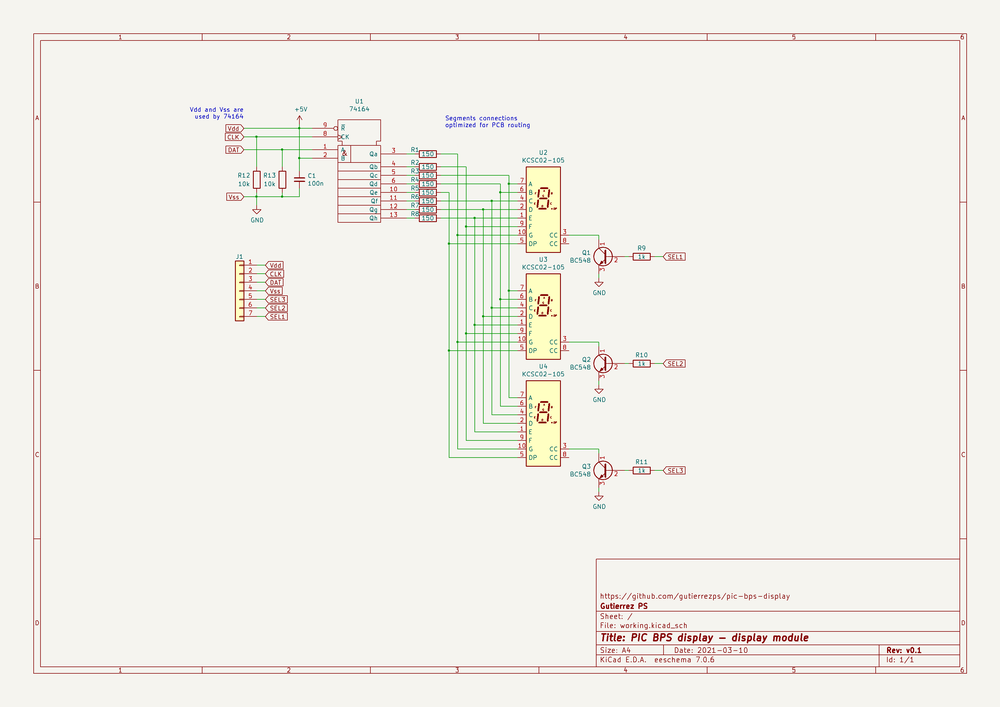 1 2 3 4 5 6
A A
B B
C C
D D
1 2 3 4 5 6
Vdd and Vss are
used by 74164
+5V
U1
74164
Vdd
CLK
DAT
Vss
9 R
8 CK
1 A
2 B
&
Qa 3
Qb 4
Qc 5
Qd 6
Qe 10
Qf 11
Qg 12
Qh 13
R1 150
R2 150
R3 150
R4 150
R5 150
R6 150
R7 150
R8 150
R12
10k
R13
10k
C1
100n
GND
Segments connections
optimized for PCB routing
U2
KCSC02-105
7 A
6 B
4 C
2 D
1 E
9 F
10 G CC 3
5 DP CC 8
Q1
BC548
1
2
3
R9
1k
SEL1
GND
J1
1 Vdd
2 CLK
3 DAT
4 Vss
5 SEL3
6 SEL2
7 SEL1
U3
KCSC02-105
7 A
6 B
4 C
2 D
1 E
9 F
10 G CC 3
5 DP CC 8
Q2
BC548
1
2
3
R10
1k
SEL2
GND
U4
KCSC02-105
7 A
6 B
4 C
2 D
1 E
9 F
10 G CC 3
5 DP CC 8
Q3
BC548
1
2
3
R11
1k
SEL3
GND
https://github.com/gutierrezps/pic-bps-display
Gutierrez PS
Sheet: /
File: working.kicad_sch
Title: PIC BPS display – display module
Size: A4 Date: 2021-03-10 Rev: v0.1
KiCad E.D.A. eeschema 7.0.6 Id: 1/1